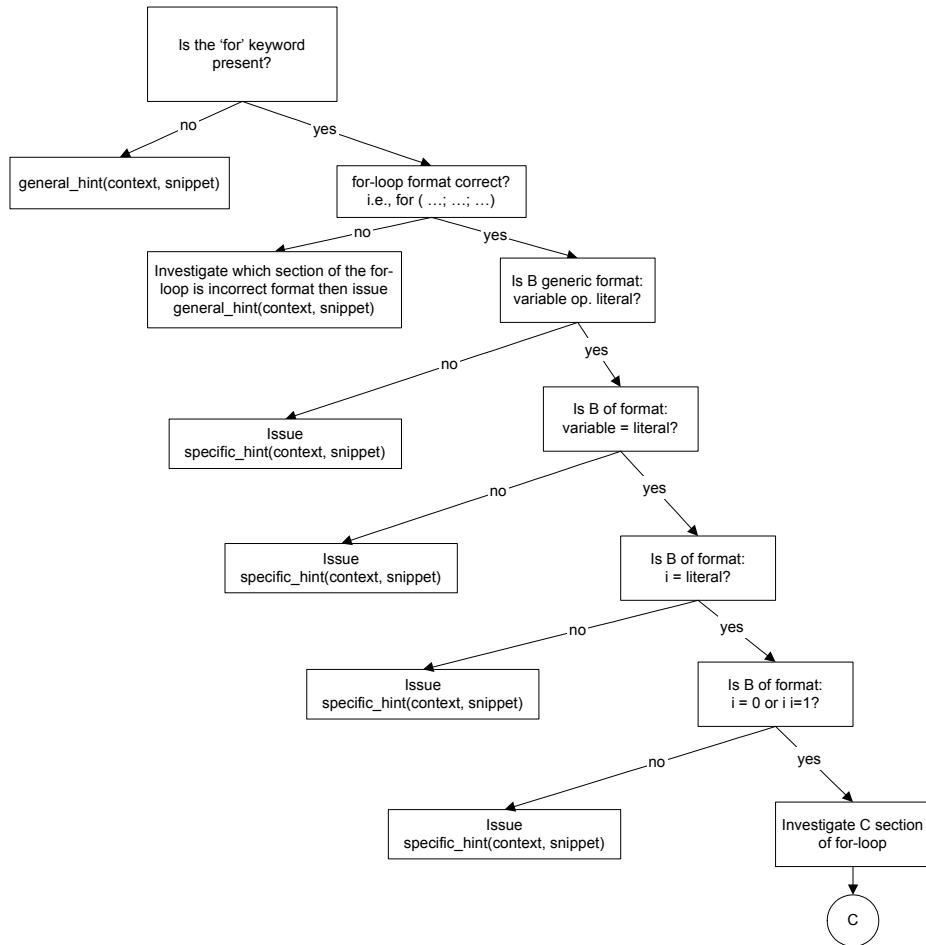 Is the ‘for’ keyword
present?
no
yes
general_hint(context, snippet)
for-loop format correct?
i.e., for ( …; …; …)
no
yes
Investigate which section of the for-
loop is incorrect format then issue
general_hint(context, snippet)
Is B generic format:
variable op. literal?
no
yes
Issue
specific_hint(context, snippet)
Is B of format:
variable = literal?
no
yes
Issue
specific_hint(context, snippet)
Is B of format:
i = literal?
no
yes
Issue
specific_hint(context, snippet)
Is B of format:
i = 0 or i i=1?
no
yes
Issue
specific_hint(context, snippet)
Investigate C section
of for-loop
C